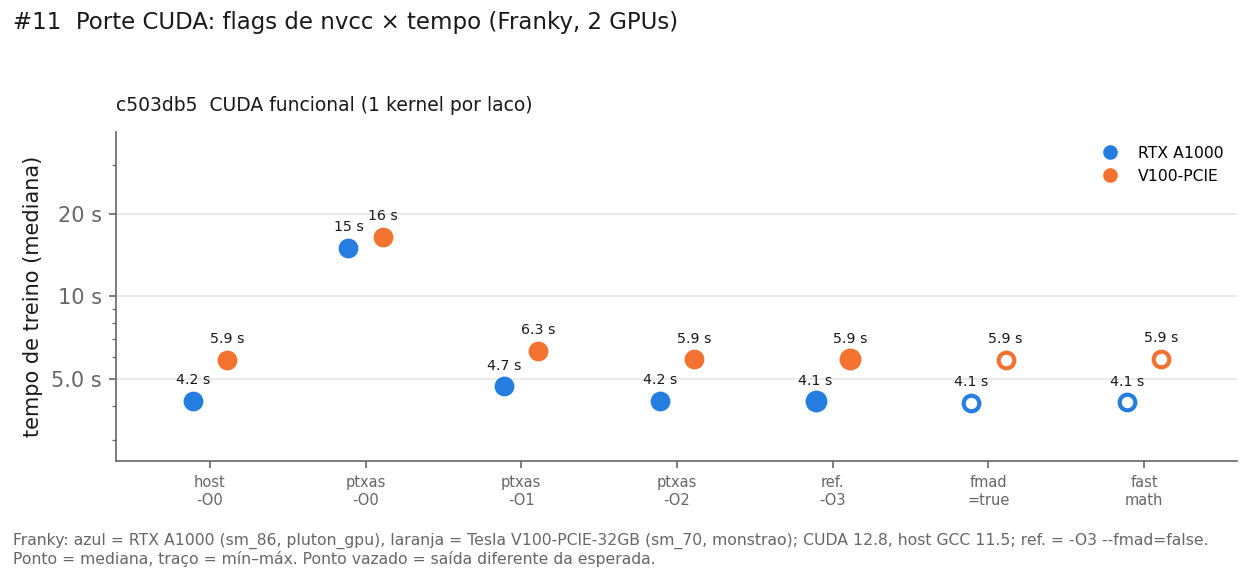 #11  Porte CUDA: flags de nvcc × tempo (Franky, 2 GPUs)
c503db5  CUDA funcional (1 kernel por laco)
RTX A1000
V100-PCIE
tempo de treino (mediana)
20 s
10 s
5.0 s
4.2 s
5.9 s
15 s
16 s
4.7 s
6.3 s
4.2 s
5.9 s
4.1 s
5.9 s
4.1 s
5.9 s
4.1 s
5.9 s
host
-O0
ptxas
-O0
ptxas
-O1
ptxas
-O2
ref.
-O3
fmad
=true
fast
math
Franky: azul = RTX A1000 (sm_86, pluton_gpu), laranja = Tesla V100-PCIE-32GB (sm_70, monstrao); CUDA 12.8, host GCC 11.5; ref. = -O3 --fmad=false.
Ponto = mediana, traço = mín–máx. Ponto vazado = saída diferente da esperada.